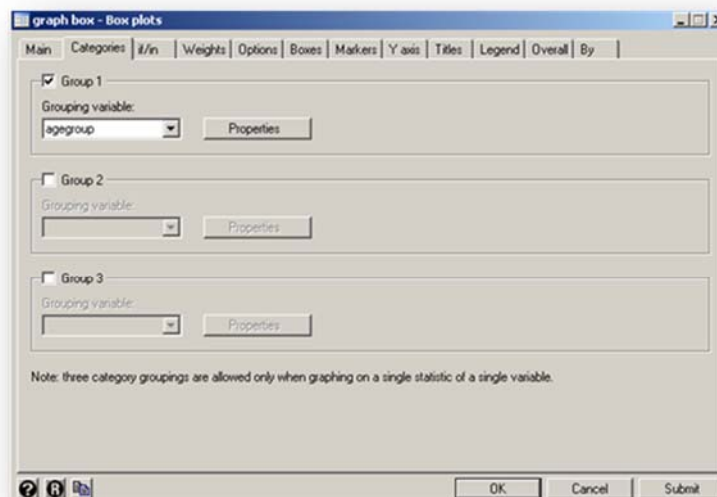 graph box - Box plots
Main Categories if/in Weights Options Boxes Markers Y axis Titles Legend Overall By
Group 1
Grouping variable:
agegroup Properties
Group 2
Grouping variable:
Properties
Group 3
Grouping variable:
Properties
Note: three category groupings are allowed only when graphing on a single statistic of a single variable.
? R OK Cancel Submit